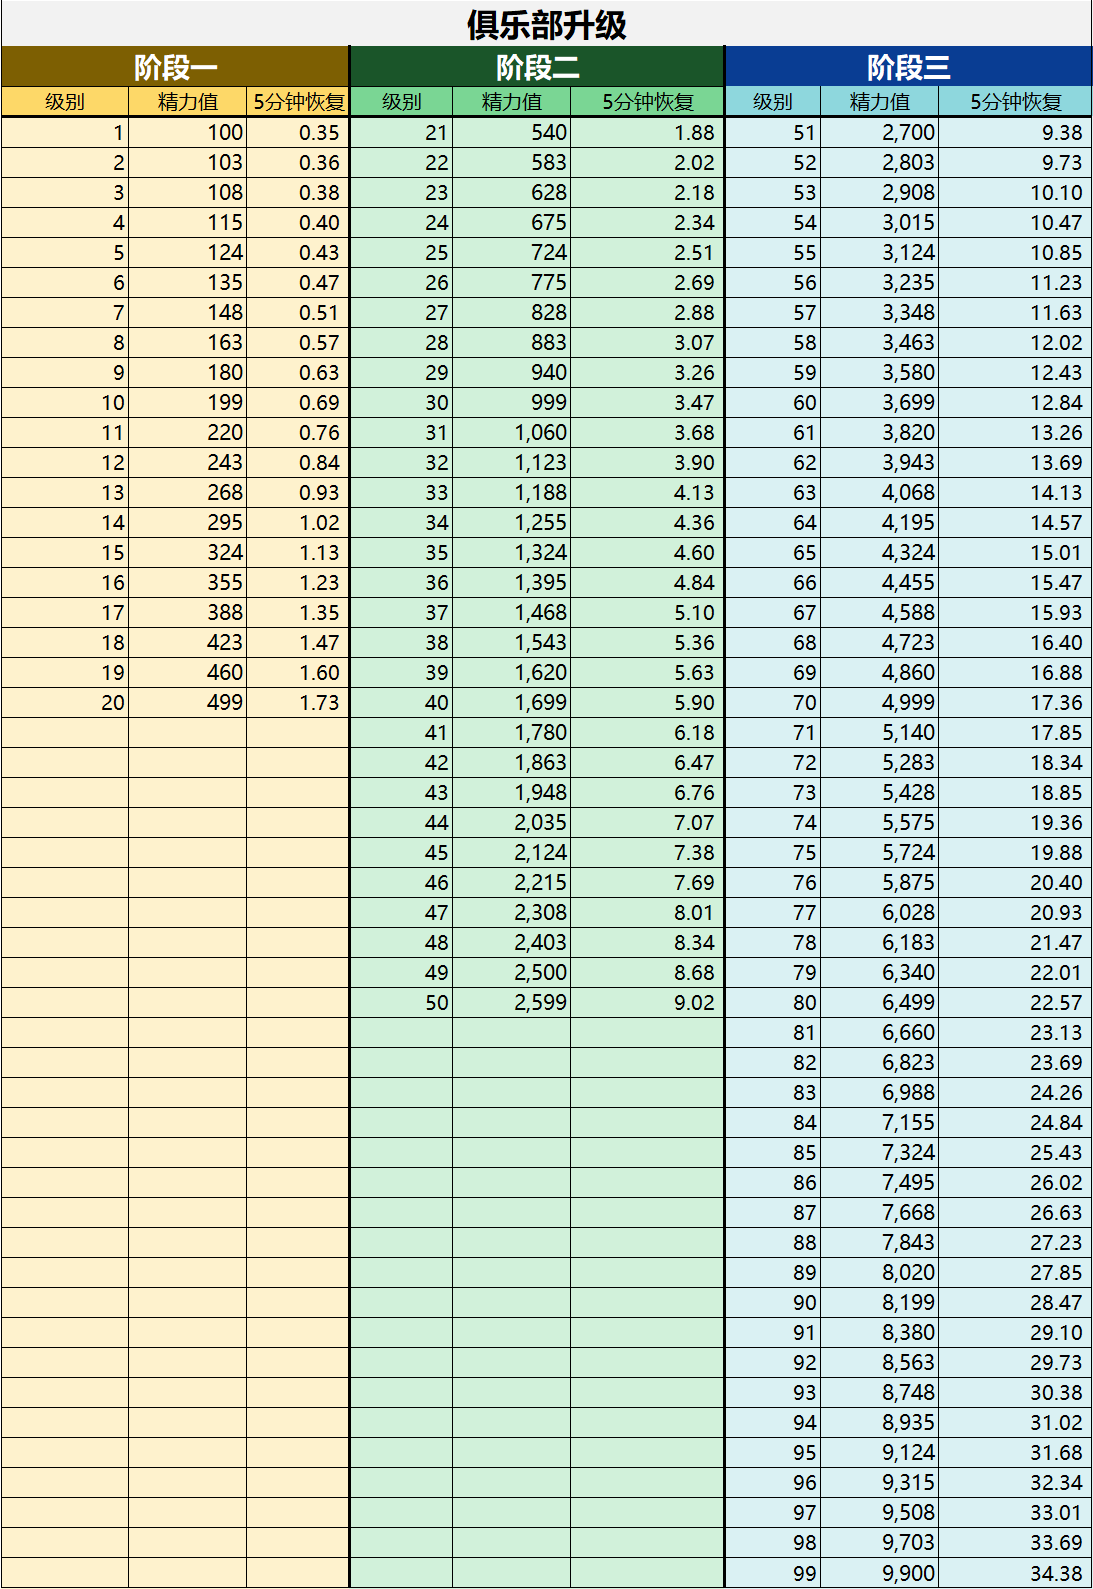 俱乐部升级
阶段一 阶段二 阶段三
级别 精力值 5分钟恢复 级别 精力值 5分钟恢复 级别 精力值 5分钟恢复
1 100 0.35 21 540 1.88 51 2,700 9.38
2 103 0.36 22 583 2.02 52 2,803 9.73
3 108 0.38 23 628 2.18 53 2,908 10.10
4 115 0.40 24 675 2.34 54 3,015 10.47
5 124 0.43 25 724 2.51 55 3,124 10.85
6 135 0.47 26 775 2.69 56 3,235 11.23
7 148 0.51 27 828 2.88 57 3,348 11.63
8 163 0.57 28 883 3.07 58 3,463 12.02
9 180 0.63 29 940 3.26 59 3,580 12.43
10 199 0.69 30 999 3.47 60 3,699 12.84
11 220 0.76 31 1,060 3.68 61 3,820 13.26
12 243 0.84 32 1,123 3.90 62 3,943 13.69
13 268 0.93 33 1,188 4.13 63 4,068 14.13
14 295 1.02 34 1,255 4.36 64 4,195 14.57
15 324 1.13 35 1,324 4.60 65 4,324 15.01
16 355 1.23 36 1,395 4.84 66 4,455 15.47
17 388 1.35 37 1,468 5.10 67 4,588 15.93
18 423 1.47 38 1,543 5.36 68 4,723 16.40
19 460 1.60 39 1,620 5.63 69 4,860 16.88
20 499 1.73 40 1,699 5.90 70 4,999 17.36
41 1,780 6.18 71 5,140 17.85
42 1,863 6.47 72 5,283 18.34
43 1,948 6.76 73 5,428 18.85
44 2,035 7.07 74 5,575 19.36
45 2,124 7.38 75 5,724 19.88
46 2,215 7.69 76 5,875 20.40
47 2,308 8.01 77 6,028 20.93
48 2,403 8.34 78 6,183 21.47
49 2,500 8.68 79 6,340 22.01
50 2,599 9.02 80 6,499 22.57
81 6,660 23.13
82 6,823 23.69
83 6,988 24.26
84 7,155 24.84
85 7,324 25.43
86 7,495 26.02
87 7,668 26.63
88 7,843 27.23
89 8,020 27.85
90 8,199 28.47
91 8,380 29.10
92 8,563 29.73
93 8,748 30.38
94 8,935 31.02
95 9,124 31.68
96 9,315 32.34
97 9,508 33.01
98 9,703 33.69
99 9,900 34.38